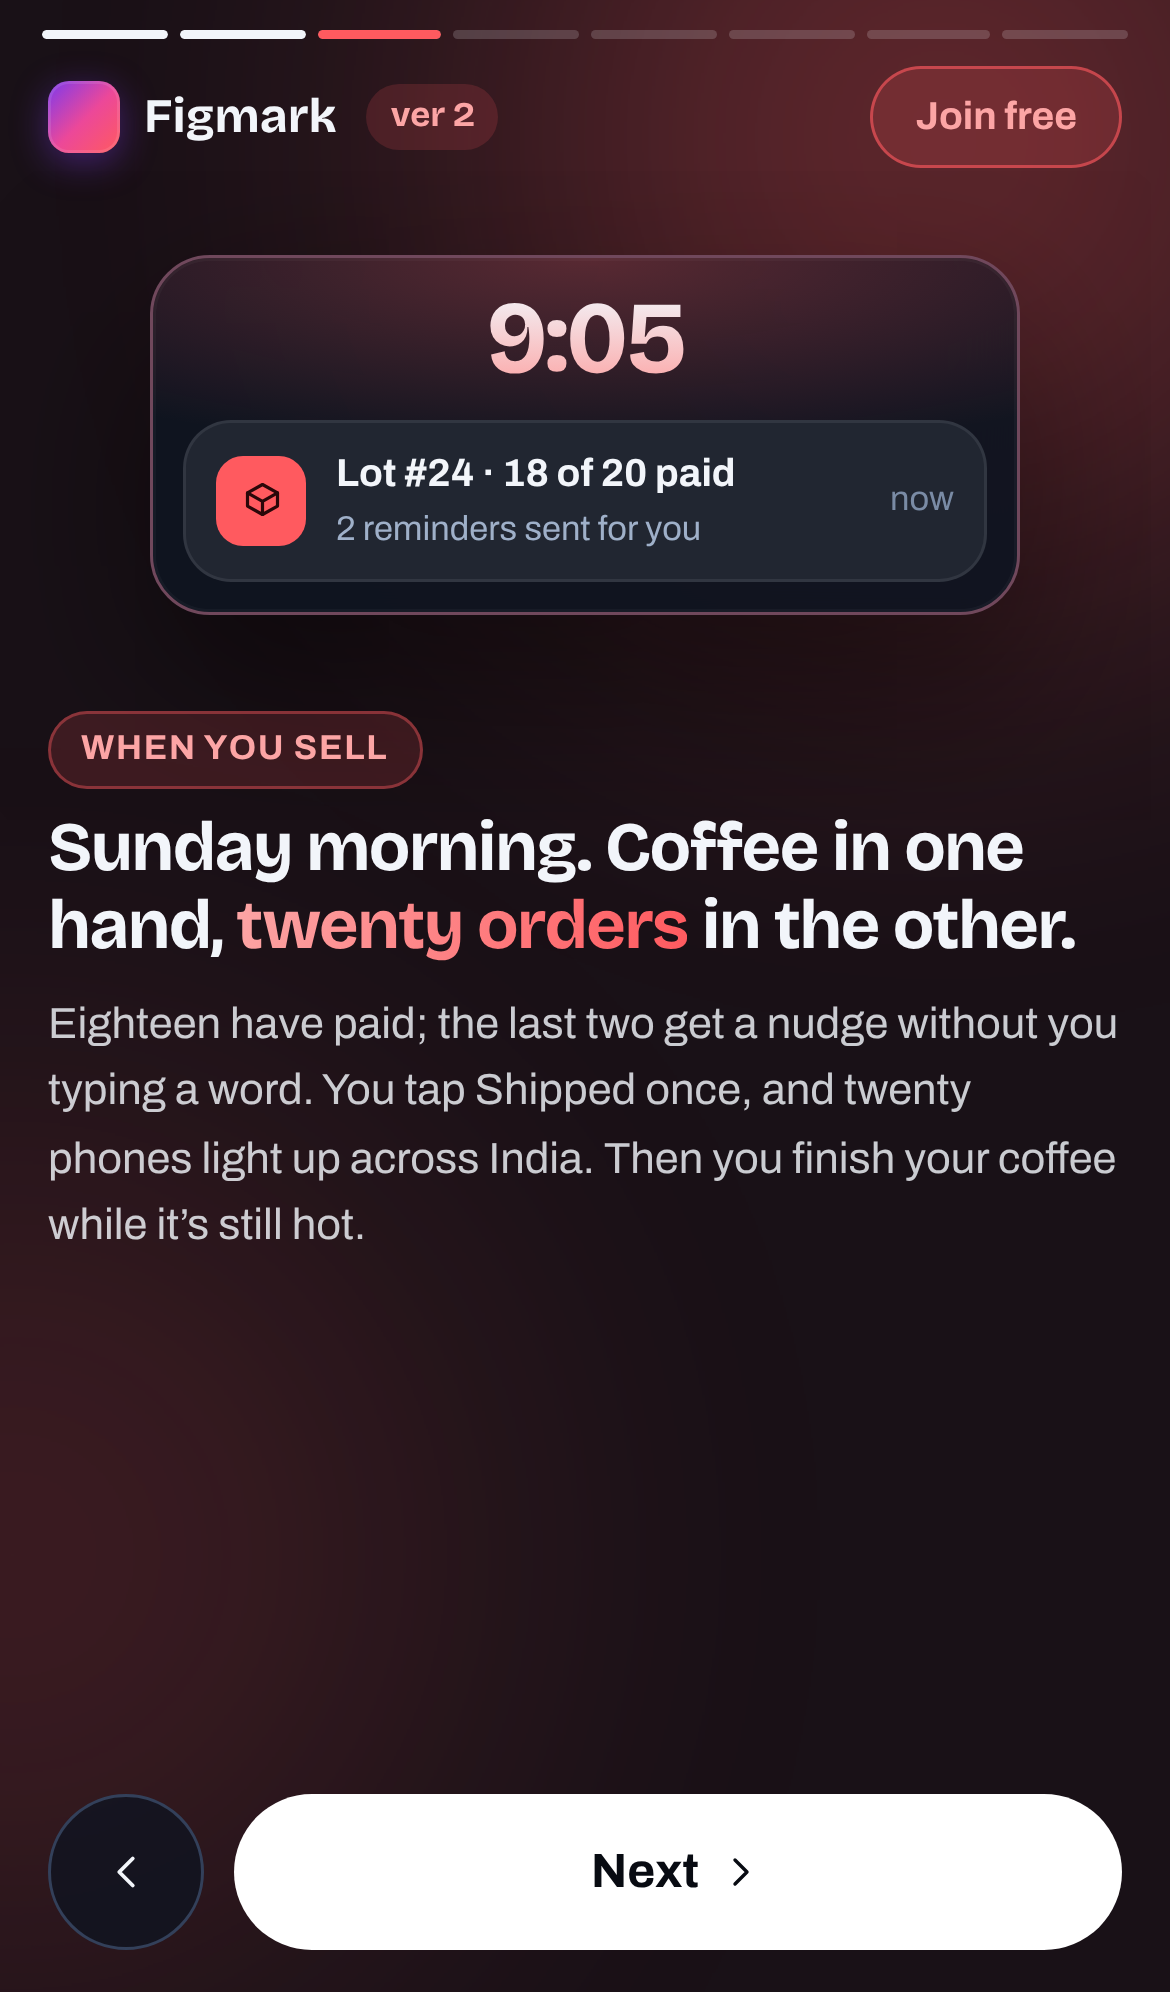 Figmark
ver 2
Join free
9:05
Lot #24 · 18 of 20 paid
2 reminders sent for you
now
WHEN YOU SELL
Sunday morning. Coffee in one
hand, twenty orders in the other.
Eighteen have paid; the last two get a nudge without you
typing a word. You tap Shipped once, and twenty
phones light up across India. Then you finish your coffee
while it’s still hot.
Next